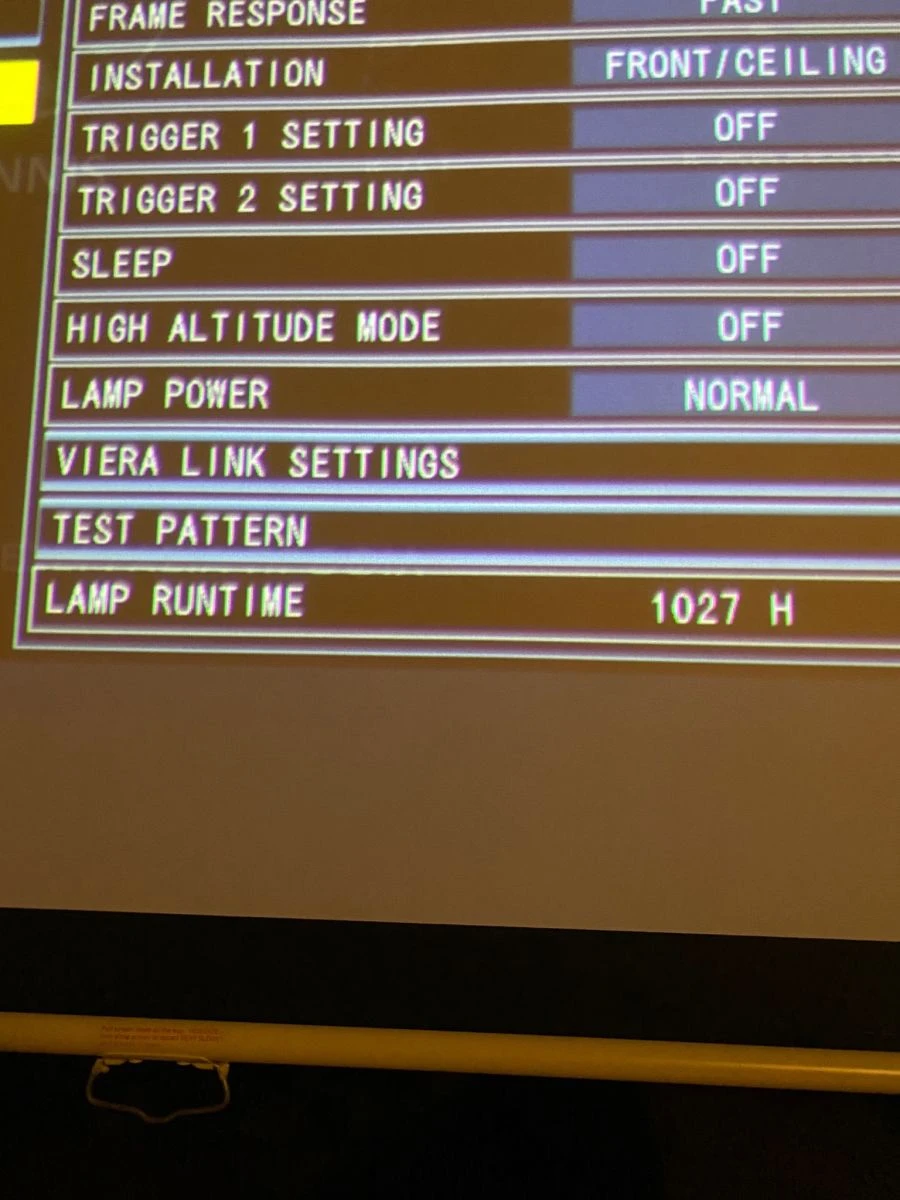 FRAME RESPONSE FAST
INSTALLATION FRONT/CEILING
TRIGGER 1 SETTING OFF
TRIGGER 2 SETTING OFF
SLEEP OFF
HIGH ALTITUDE MODE OFF
LAMP POWER NORMAL
VIERA LINK SETTINGS
TEST PATTERN
LAMP RUNTIME 1027 H